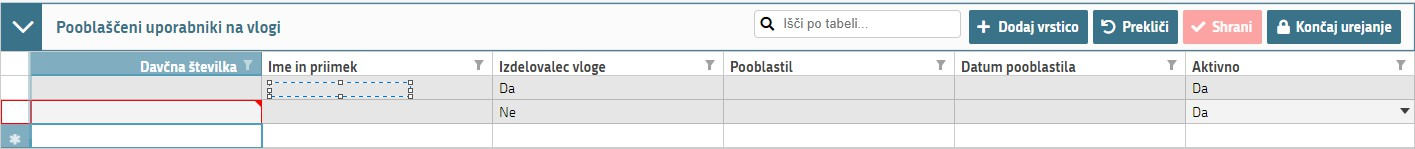 Pooblaščeni uporabniki na vlogi
Išči po tabeli...
Dodaj vrstico
Prekliči
Shrani
Končaj urejanje
Davčna številka
Ime in priimek
Izdelovalec vloge
Pooblastil
Datum pooblastila
Aktivno
Da
Da
Ne
Da